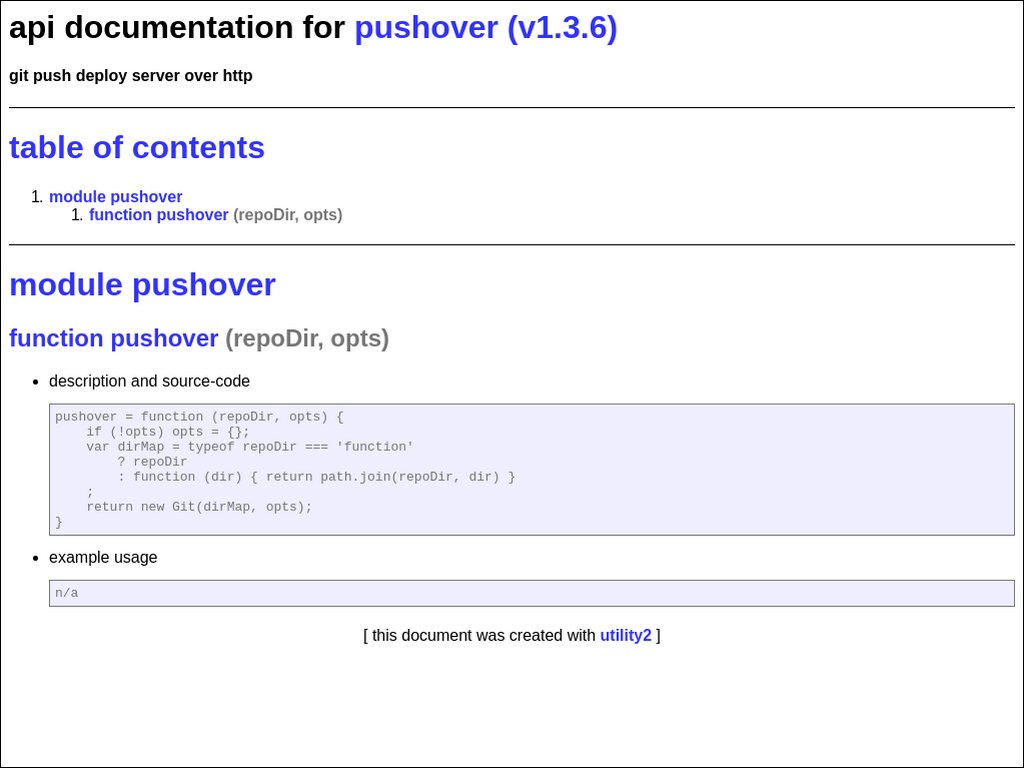 api documentation for pushover (v1.3.6)
git push deploy server over http
table of contents
1. module pushover
1. function pushover (repoDir, opts)
module pushover
function pushover (repoDir, opts)
• description and source-code
pushover = function (repoDir, opts) {
    if (!opts) opts = {};
    var dirMap = typeof repoDir === 'function'
        ? repoDir
        : function (dir) { return path.join(repoDir, dir) }
    ;
    return new Git(dirMap, opts);
}
• example usage
n/a
[ this document was created with utility2 ]